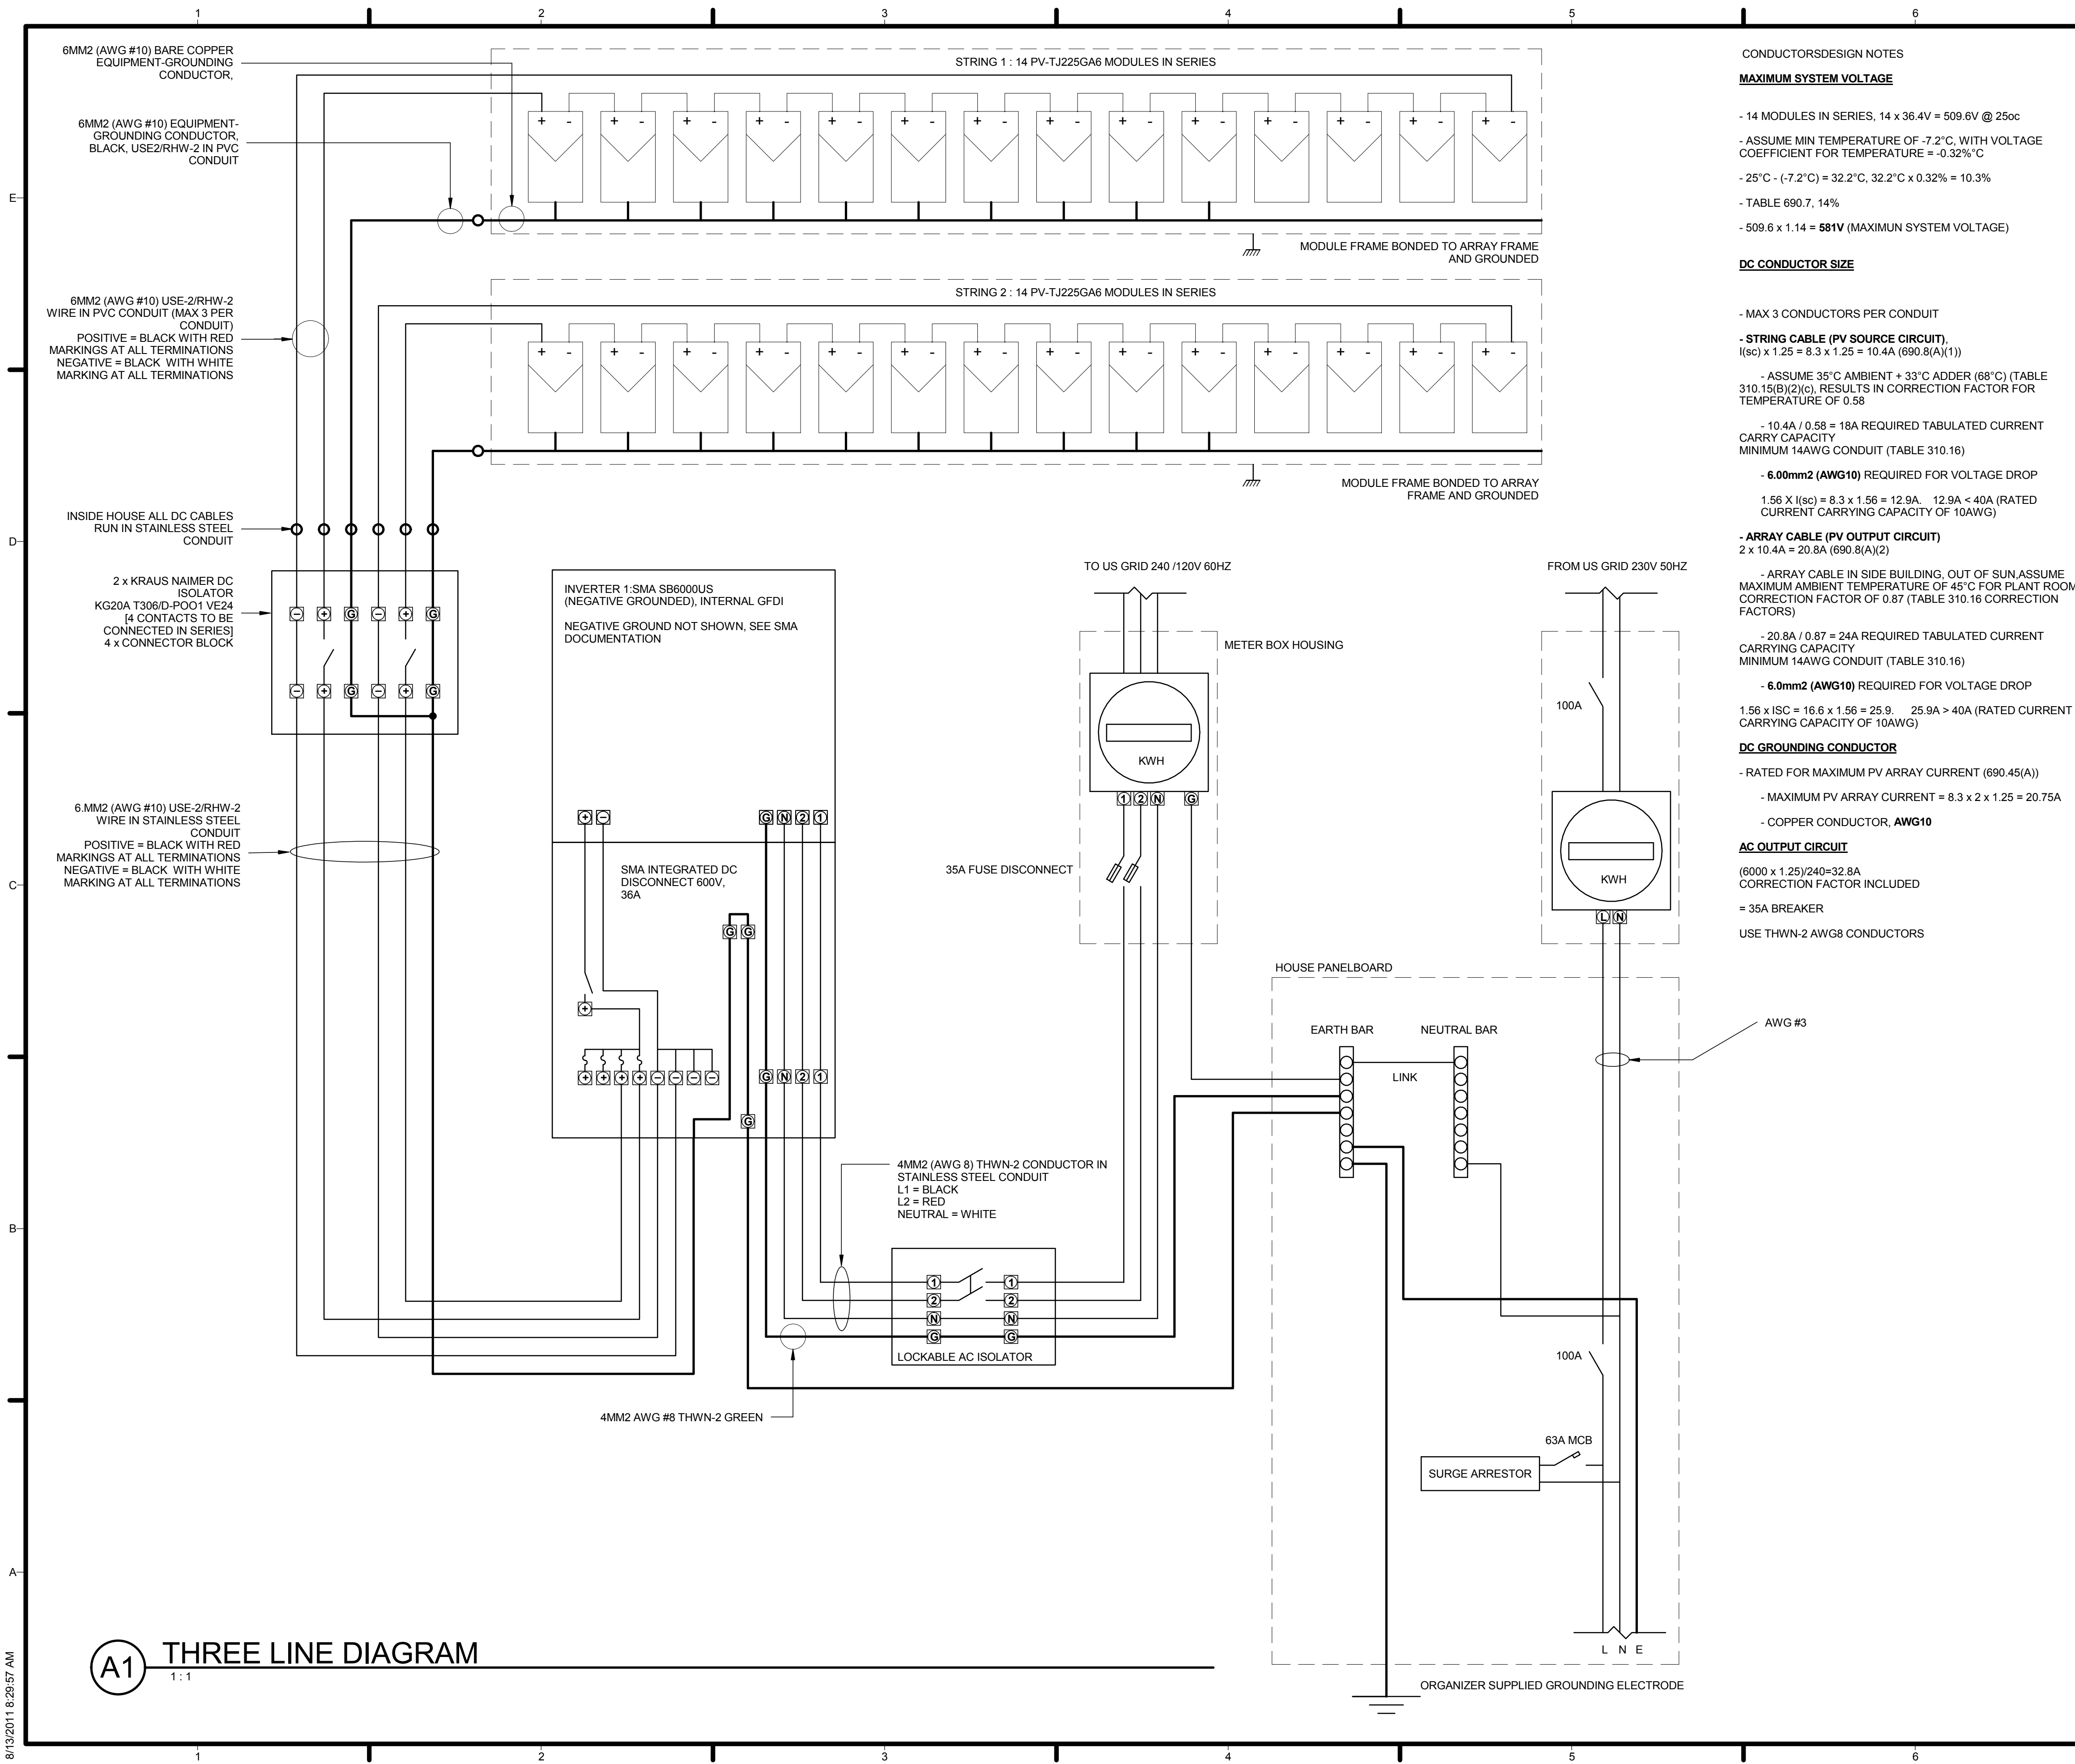 1 2 3 4 5 6
6MM2 (AWG #10) BARE COPPER
EQUIPMENT-GROUNDING
CONDUCTOR,
6MM2 (AWG #10) EQUIPMENT-
GROUNDING CONDUCTOR,
BLACK, USE2/RHW-2 IN PVC
CONDUIT
STRING 1 : 14 PV-TJ225GA6 MODULES IN SERIES
+ - + - + - + - + - + - + - + - + - + - + - + - + - + -
MODULE FRAME BONDED TO ARRAY FRAME
AND GROUNDED
E
6MM2 (AWG #10) USE-2/RHW-2
WIRE IN PVC CONDUIT (MAX 3 PER
CONDUIT)
POSITIVE = BLACK WITH RED
MARKINGS AT ALL TERMINATIONS
NEGATIVE = BLACK WITH WHITE
MARKING AT ALL TERMINATIONS
STRING 2 : 14 PV-TJ225GA6 MODULES IN SERIES
+ - + - + - + - + - + - + - + - + - + - + - + - + - + -
MODULE FRAME BONDED TO ARRAY
FRAME AND GROUNDED
INSIDE HOUSE ALL DC CABLES
RUN IN STAINLESS STEEL
CONDUIT
D
2 x KRAUS NAIMER DC
ISOLATOR
KG20A T306/D-POO1 VE24
[4 CONTACTS TO BE
CONNECTED IN SERIES]
4 x CONNECTOR BLOCK
- + G - + G
- + G - + G
6.MM2 (AWG #10) USE-2/RHW-2
WIRE IN STAINLESS STEEL
CONDUIT
POSITIVE = BLACK WITH RED
MARKINGS AT ALL TERMINATIONS
NEGATIVE = BLACK WITH WHITE
MARKING AT ALL TERMINATIONS
C
INVERTER 1:SMA SB6000US
(NEGATIVE GROUNDED), INTERNAL GFDI
NEGATIVE GROUND NOT SHOWN, SEE SMA
DOCUMENTATION
+ - G N 2 1
SMA INTEGRATED DC
DISCONNECT 600V,
36A
G G
+
+ + + + - - - - G N 2 1
G
TO US GRID 240 /120V 60HZ
METER BOX HOUSING
KWH
1 2 N G
35A FUSE DISCONNECT
FROM US GRID 230V 50HZ
100A
KWH
L N
HOUSE PANELBOARD
EARTH BAR NEUTRAL BAR
LINK
AWG #3
4MM2 (AWG 8) THWN-2 CONDUCTOR IN
STAINLESS STEEL CONDUIT
L1 = BLACK
L2 = RED
NEUTRAL = WHITE
B
1 1
2 2
N N
G G
LOCKABLE AC ISOLATOR
4MM2 AWG #8 THWN-2 GREEN
100A
63A MCB
SURGE ARRESTOR
A
L N E
ORGANIZER SUPPLIED GROUNDING ELECTRODE
CONDUCTORSDESIGN NOTES
MAXIMUM SYSTEM VOLTAGE
- 14 MODULES IN SERIES, 14 x 36.4V = 509.6V @ 25oc
- ASSUME MIN TEMPERATURE OF -7.2°C, WITH VOLTAGE
COEFFICIENT FOR TEMPERATURE = -0.32%°C
- 25°C - (-7.2°C) = 32.2°C, 32.2°C x 0.32% = 10.3%
- TABLE 690.7, 14%
- 509.6 x 1.14 = 581V (MAXIMUN SYSTEM VOLTAGE)
DC CONDUCTOR SIZE
- MAX 3 CONDUCTORS PER CONDUIT
- STRING CABLE (PV SOURCE CIRCUIT),
I(sc) x 1.25 = 8.3 x 1.25 = 10.4A (690.8(A)(1))
- ASSUME 35°C AMBIENT + 33°C ADDER (68°C) (TABLE
310.15(B)(2)(c), RESULTS IN CORRECTION FACTOR FOR
TEMPERATURE OF 0.58
- 10.4A / 0.58 = 18A REQUIRED TABULATED CURRENT
CARRY CAPACITY
MINIMUM 14AWG CONDUIT (TABLE 310.16)
- 6.00mm2 (AWG10) REQUIRED FOR VOLTAGE DROP
1.56 X I(sc) = 8.3 x 1.56 = 12.9A. 12.9A < 40A (RATED
CURRENT CARRYING CAPACITY OF 10AWG)
- ARRAY CABLE (PV OUTPUT CIRCUIT)
2 x 10.4A = 20.8A (690.8(A)(2)
- ARRAY CABLE IN SIDE BUILDING, OUT OF SUN,ASSUME
MAXIMUM AMBIENT TEMPERATURE OF 45°C FOR PLANT ROOM
CORRECTION FACTOR OF 0.87 (TABLE 310.16 CORRECTION
FACTORS)
- 20.8A / 0.87 = 24A REQUIRED TABULATED CURRENT
CARRYING CAPACITY
MINIMUM 14AWG CONDUIT (TABLE 310.16)
- 6.0mm2 (AWG10) REQUIRED FOR VOLTAGE DROP
1.56 x ISC = 16.6 x 1.56 = 25.9. 25.9A > 40A (RATED CURRENT
CARRYING CAPACITY OF 10AWG)
DC GROUNDING CONDUCTOR
- RATED FOR MAXIMUM PV ARRAY CURRENT (690.45(A))
- MAXIMUM PV ARRAY CURRENT = 8.3 x 2 x 1.25 = 20.75A
- COPPER CONDUCTOR, AWG10
AC OUTPUT CIRCUIT
(6000 x 1.25)/240=32.8A
CORRECTION FACTOR INCLUDED
= 35A BREAKER
USE THWN-2 AWG8 CONDUCTORS
A1 THREE LINE DIAGRAM
1 : 1
8/13/2011 8:29:57 AM
1 2 3 4 5 6